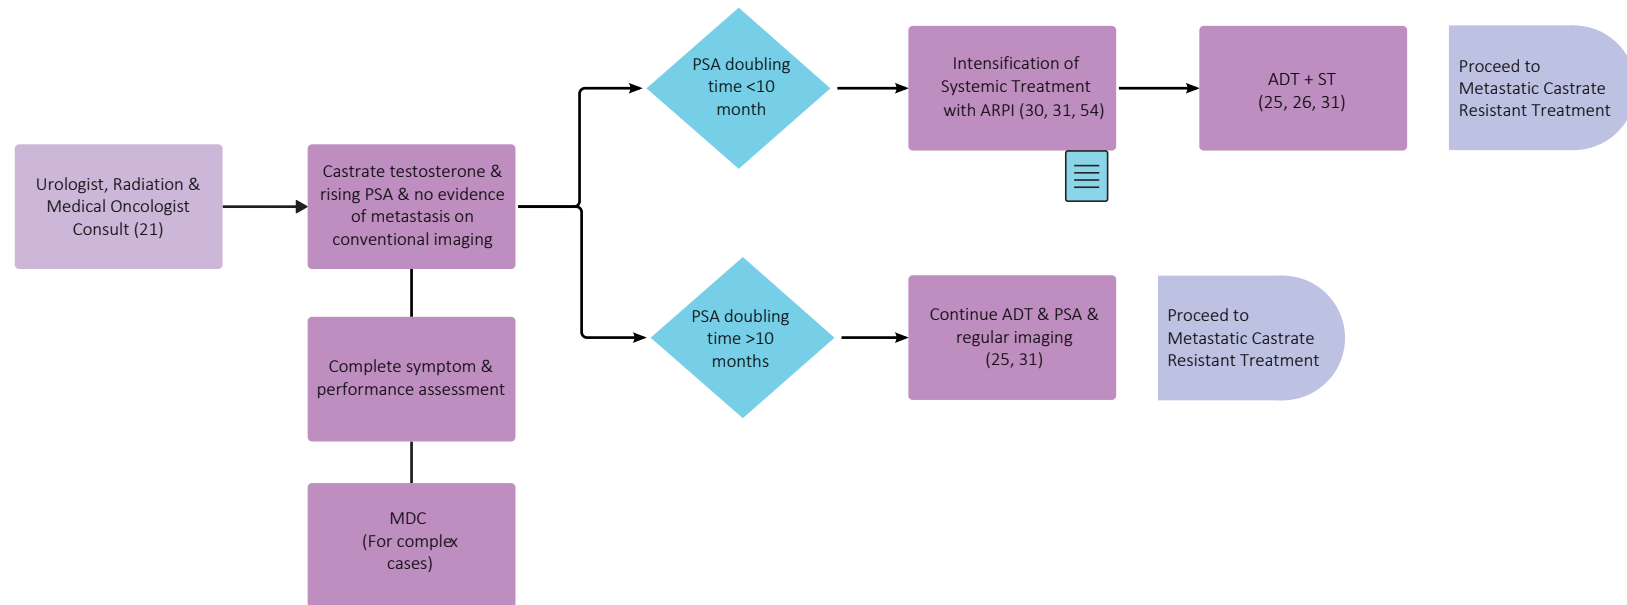 Urologist, Radiation &
Medical Oncologist
Consult (21)
Castrate testosterone &
rising PSA & no evidence
of metastasis on
conventional imaging
Complete symptom &
performance assessment
MDC
(For complex
cases)
PSA doubling
time <10
month
Intensification of
Systemic Treatment
with ARPI (30, 31, 54)
ADT + ST
(25, 26, 31)
Proceed to
Metastatic Castrate
Resistant Treatment
PSA doubling
time >10
months
Continue ADT & PSA &
regular imaging
(25, 31)
Proceed to
Metastatic Castrate
Resistant Treatment